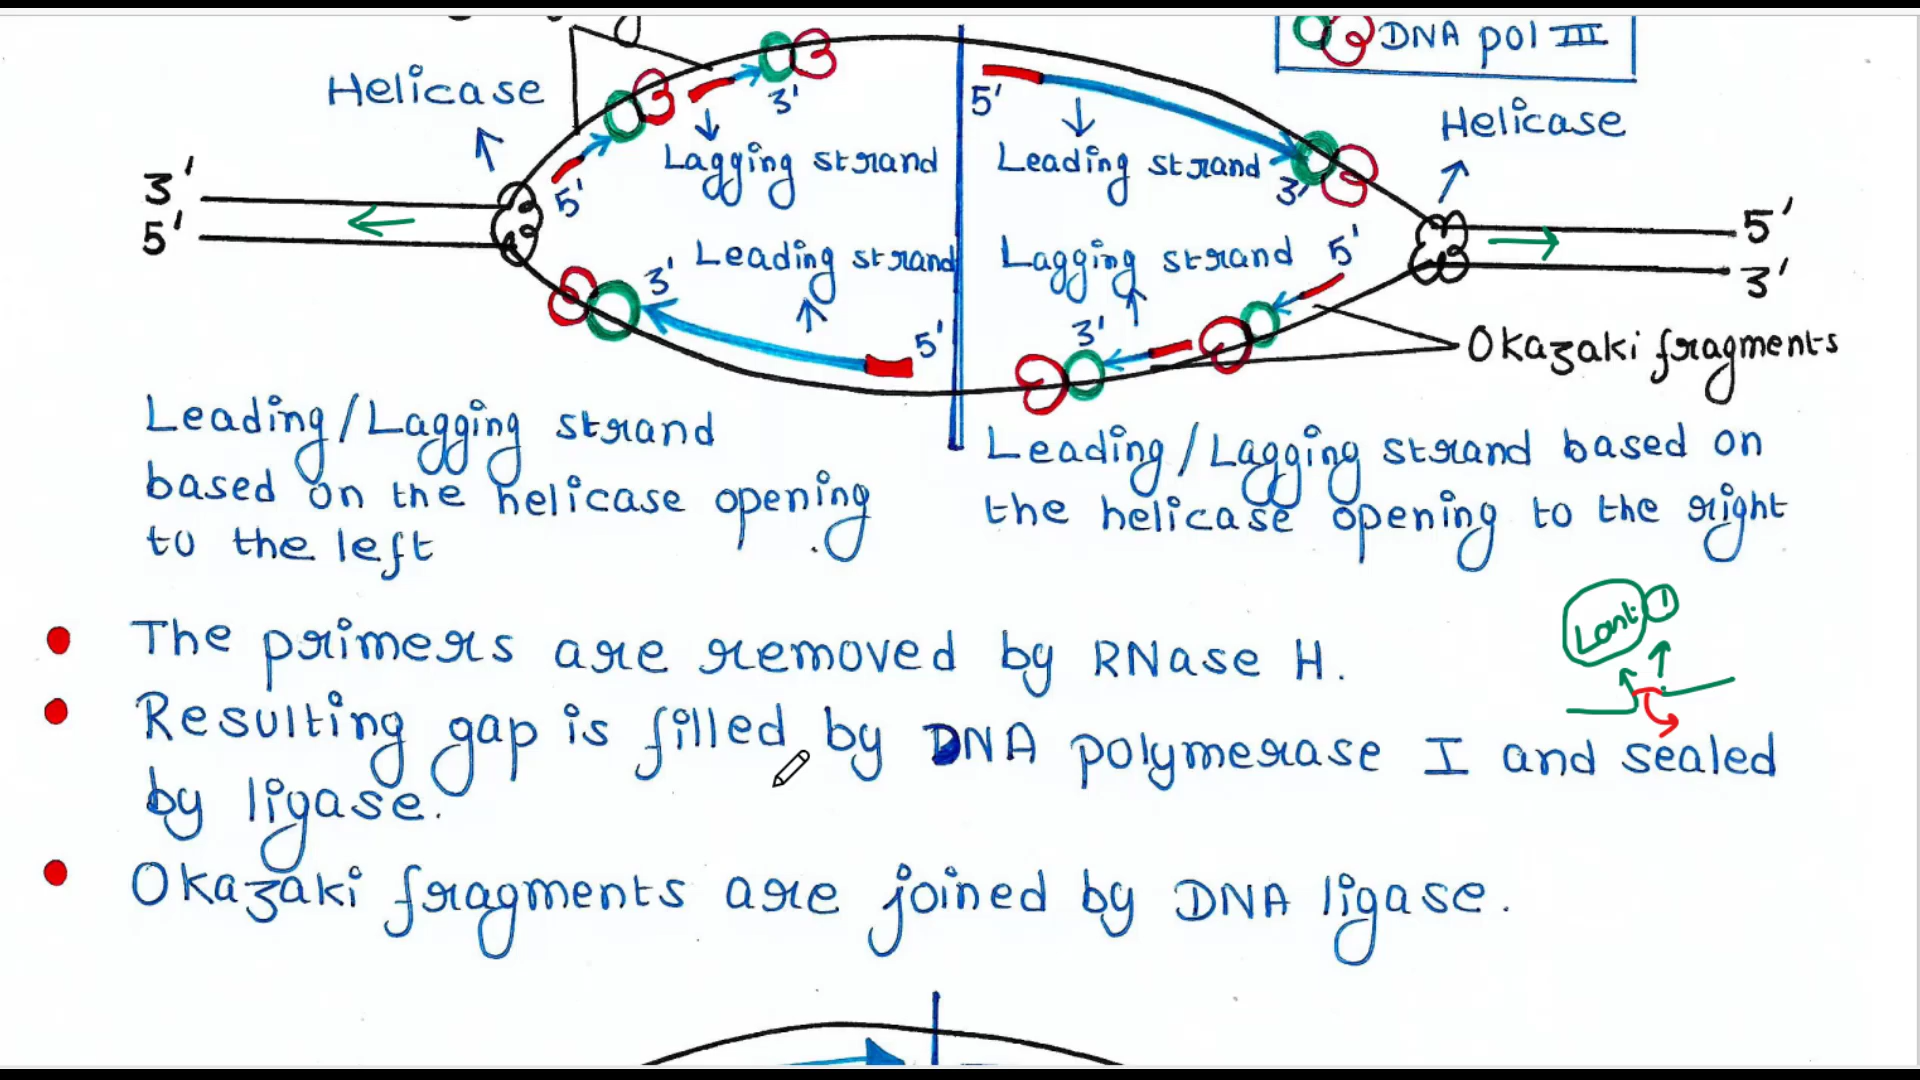 DNA pol III
Helicase
3'
5'
Helicase
Lagging strand
Leading strand
3'
3'
5'
5'
5'
5'
3'
Leading strand
Lagging strand
5'
3'
3'
5'
Okazaki fragments
Leading/Lagging strand
based on the helicase opening
to the left
Leading/Lagging strand based on
the helicase opening to the right
Last 1
The primers are removed by RNase H.
Resulting gap is filled by DNA polymerase I and sealed
by ligase.
Okazaki fragments are joined by DNA ligase.